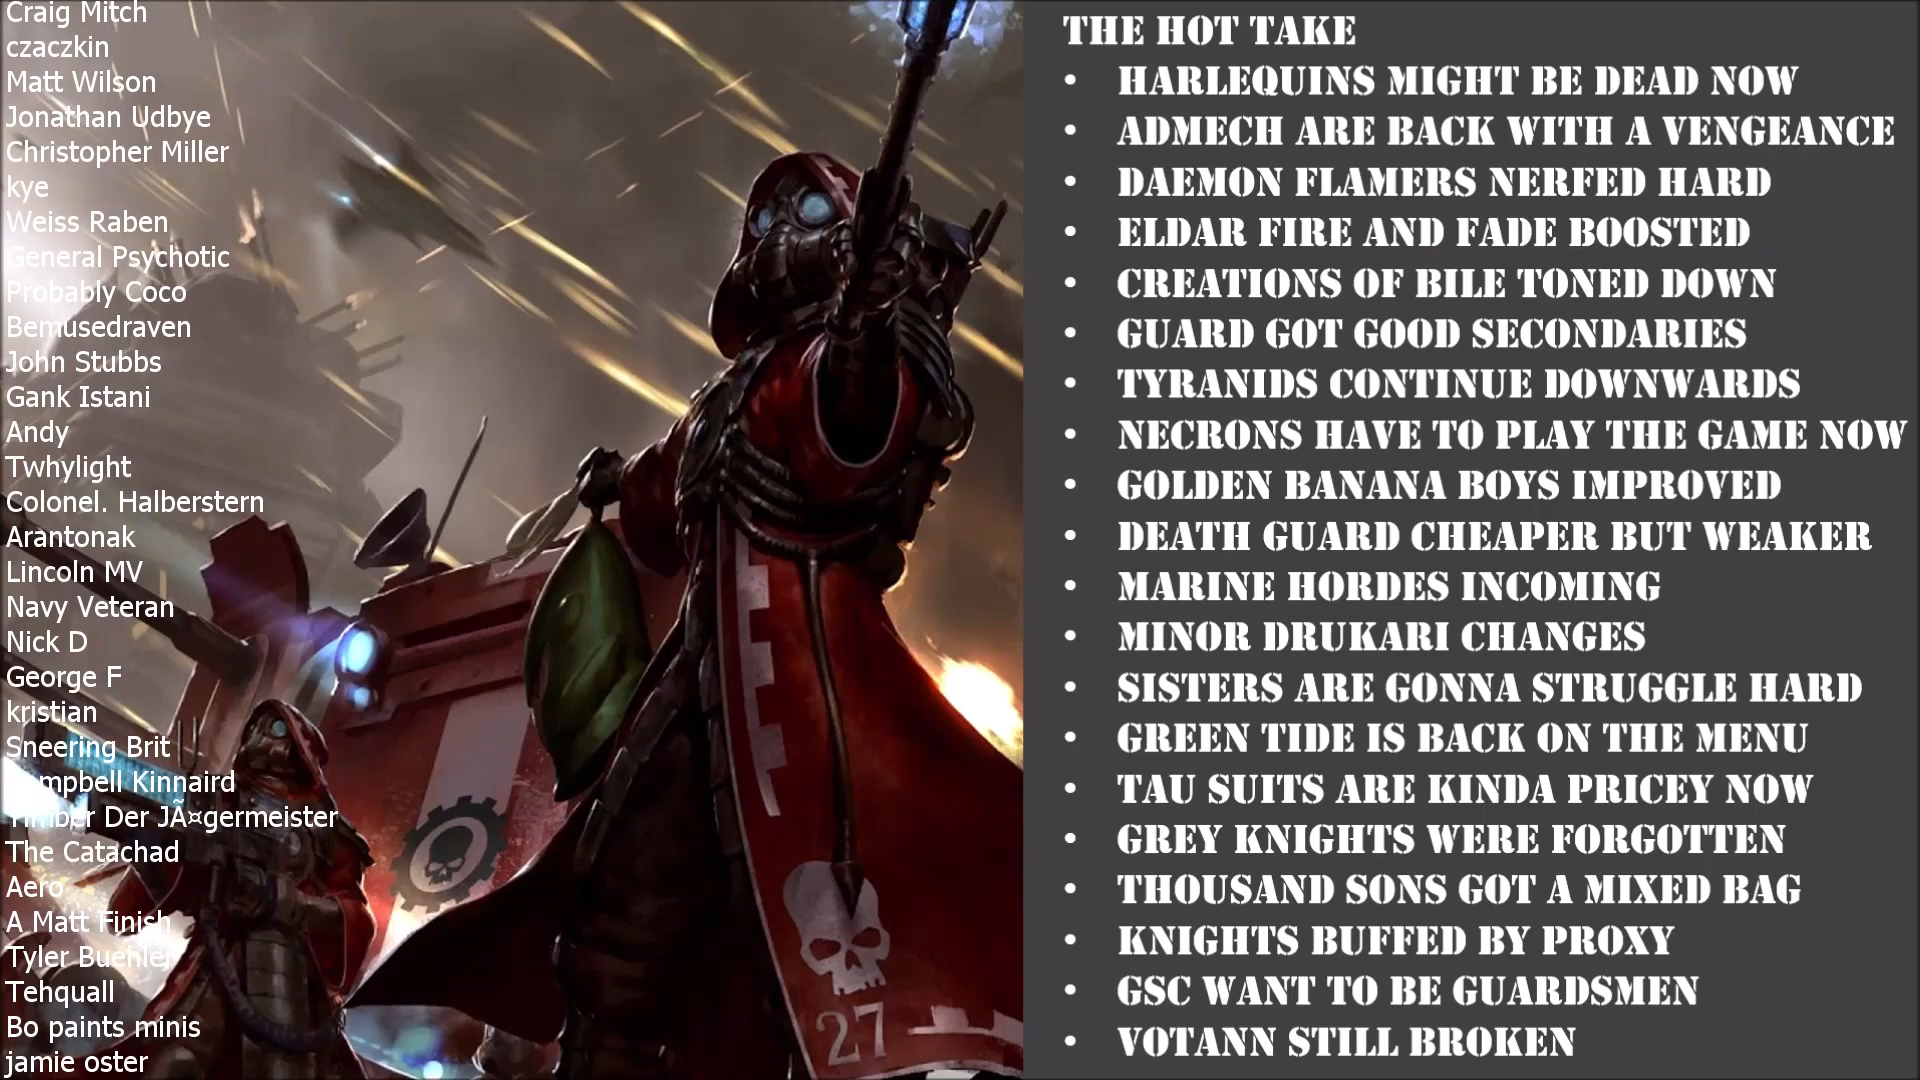 Craig Mitch
czaczkin
Matt Wilson
Jonathan Udbye
Christopher Miller
kye
Weiss Raben
General Psychotic
Probably Coco
Bemusedraven
John Stubbs
Gank Istani
Andy
Twhylight
Colonel. Halberstern
Arantonak
Lincoln MV
Navy Veteran
Nick D
George F
kristian
Sneering Brit
Campbell Kinnaird
Timber Der JÃ¤germeister
The Catachad
Aero
A Matt Finish
Tyler Buehler
Tehquall
Bo paints minis
jamie oster
27
THE HOT TAKE
• HARLEQUINS MIGHT BE DEAD NOW
• ADMECH ARE BACK WITH A VENGEANCE
• DAEMON FLAMERS NERFED HARD
• ELDAR FIRE AND FADE BOOSTED
• CREATIONS OF BILE TONED DOWN
• GUARD GOT GOOD SECONDARIES
• TYRANIDS CONTINUE DOWNWARDS
• NECRONS HAVE TO PLAY THE GAME NOW
• GOLDEN BANANA BOYS IMPROVED
• DEATH GUARD CHEAPER BUT WEAKER
• MARINE HORDES INCOMING
• MINOR DRUKARI CHANGES
• SISTERS ARE GONNA STRUGGLE HARD
• GREEN TIDE IS BACK ON THE MENU
• TAU SUITS ARE KINDA PRICEY NOW
• GREY KNIGHTS WERE FORGOTTEN
• THOUSAND SONS GOT A MIXED BAG
• KNIGHTS BUFFED BY PROXY
• GSC WANT TO BE GUARDSMEN
• VOTANN STILL BROKEN